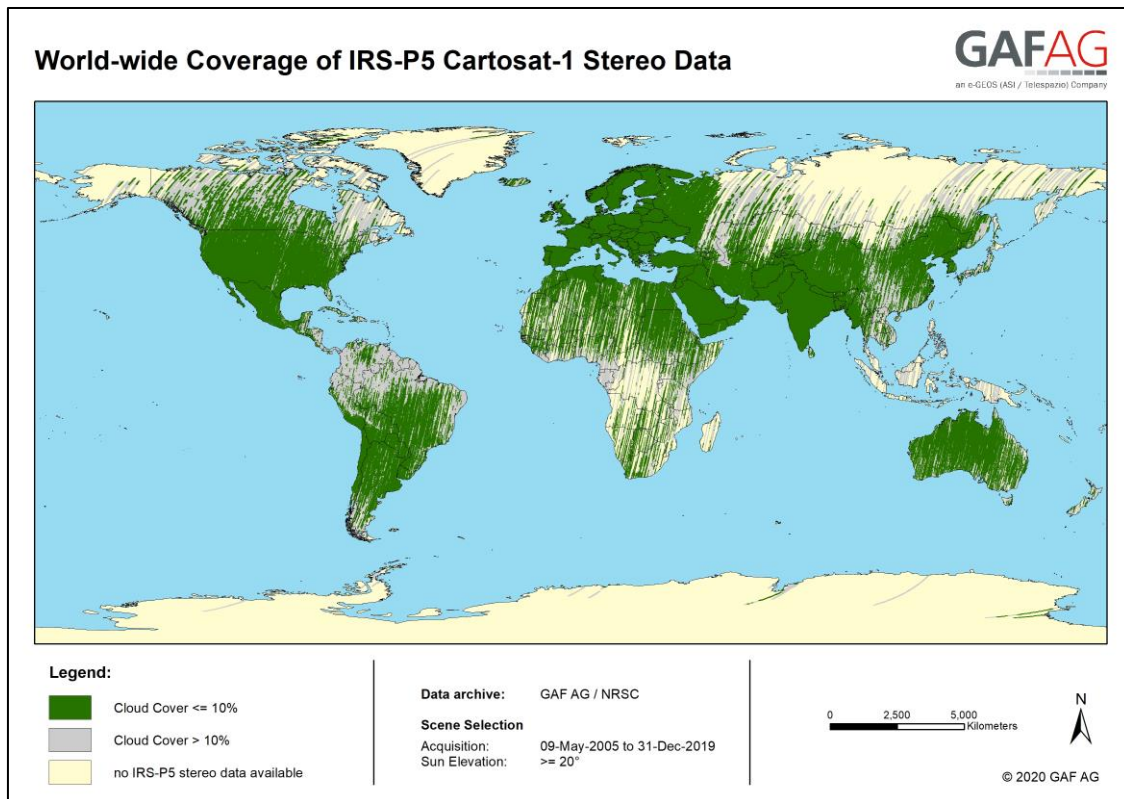 World-wide Coverage of IRS-P5 Cartosat-1 Stereo Data
GAFAG
an e-GEOS (ASI / Telespazio) Company
Legend:
Cloud Cover <= 10%
Cloud Cover > 10%
no IRS-P5 stereo data available
Data archive: GAF AG / NRSC
Scene Selection
Acquisition: 09-May-2005 to 31-Dec-2019
Sun Elevation: >= 20°
0 2,500 5,000
Kilometers
N
© 2020 GAF AG